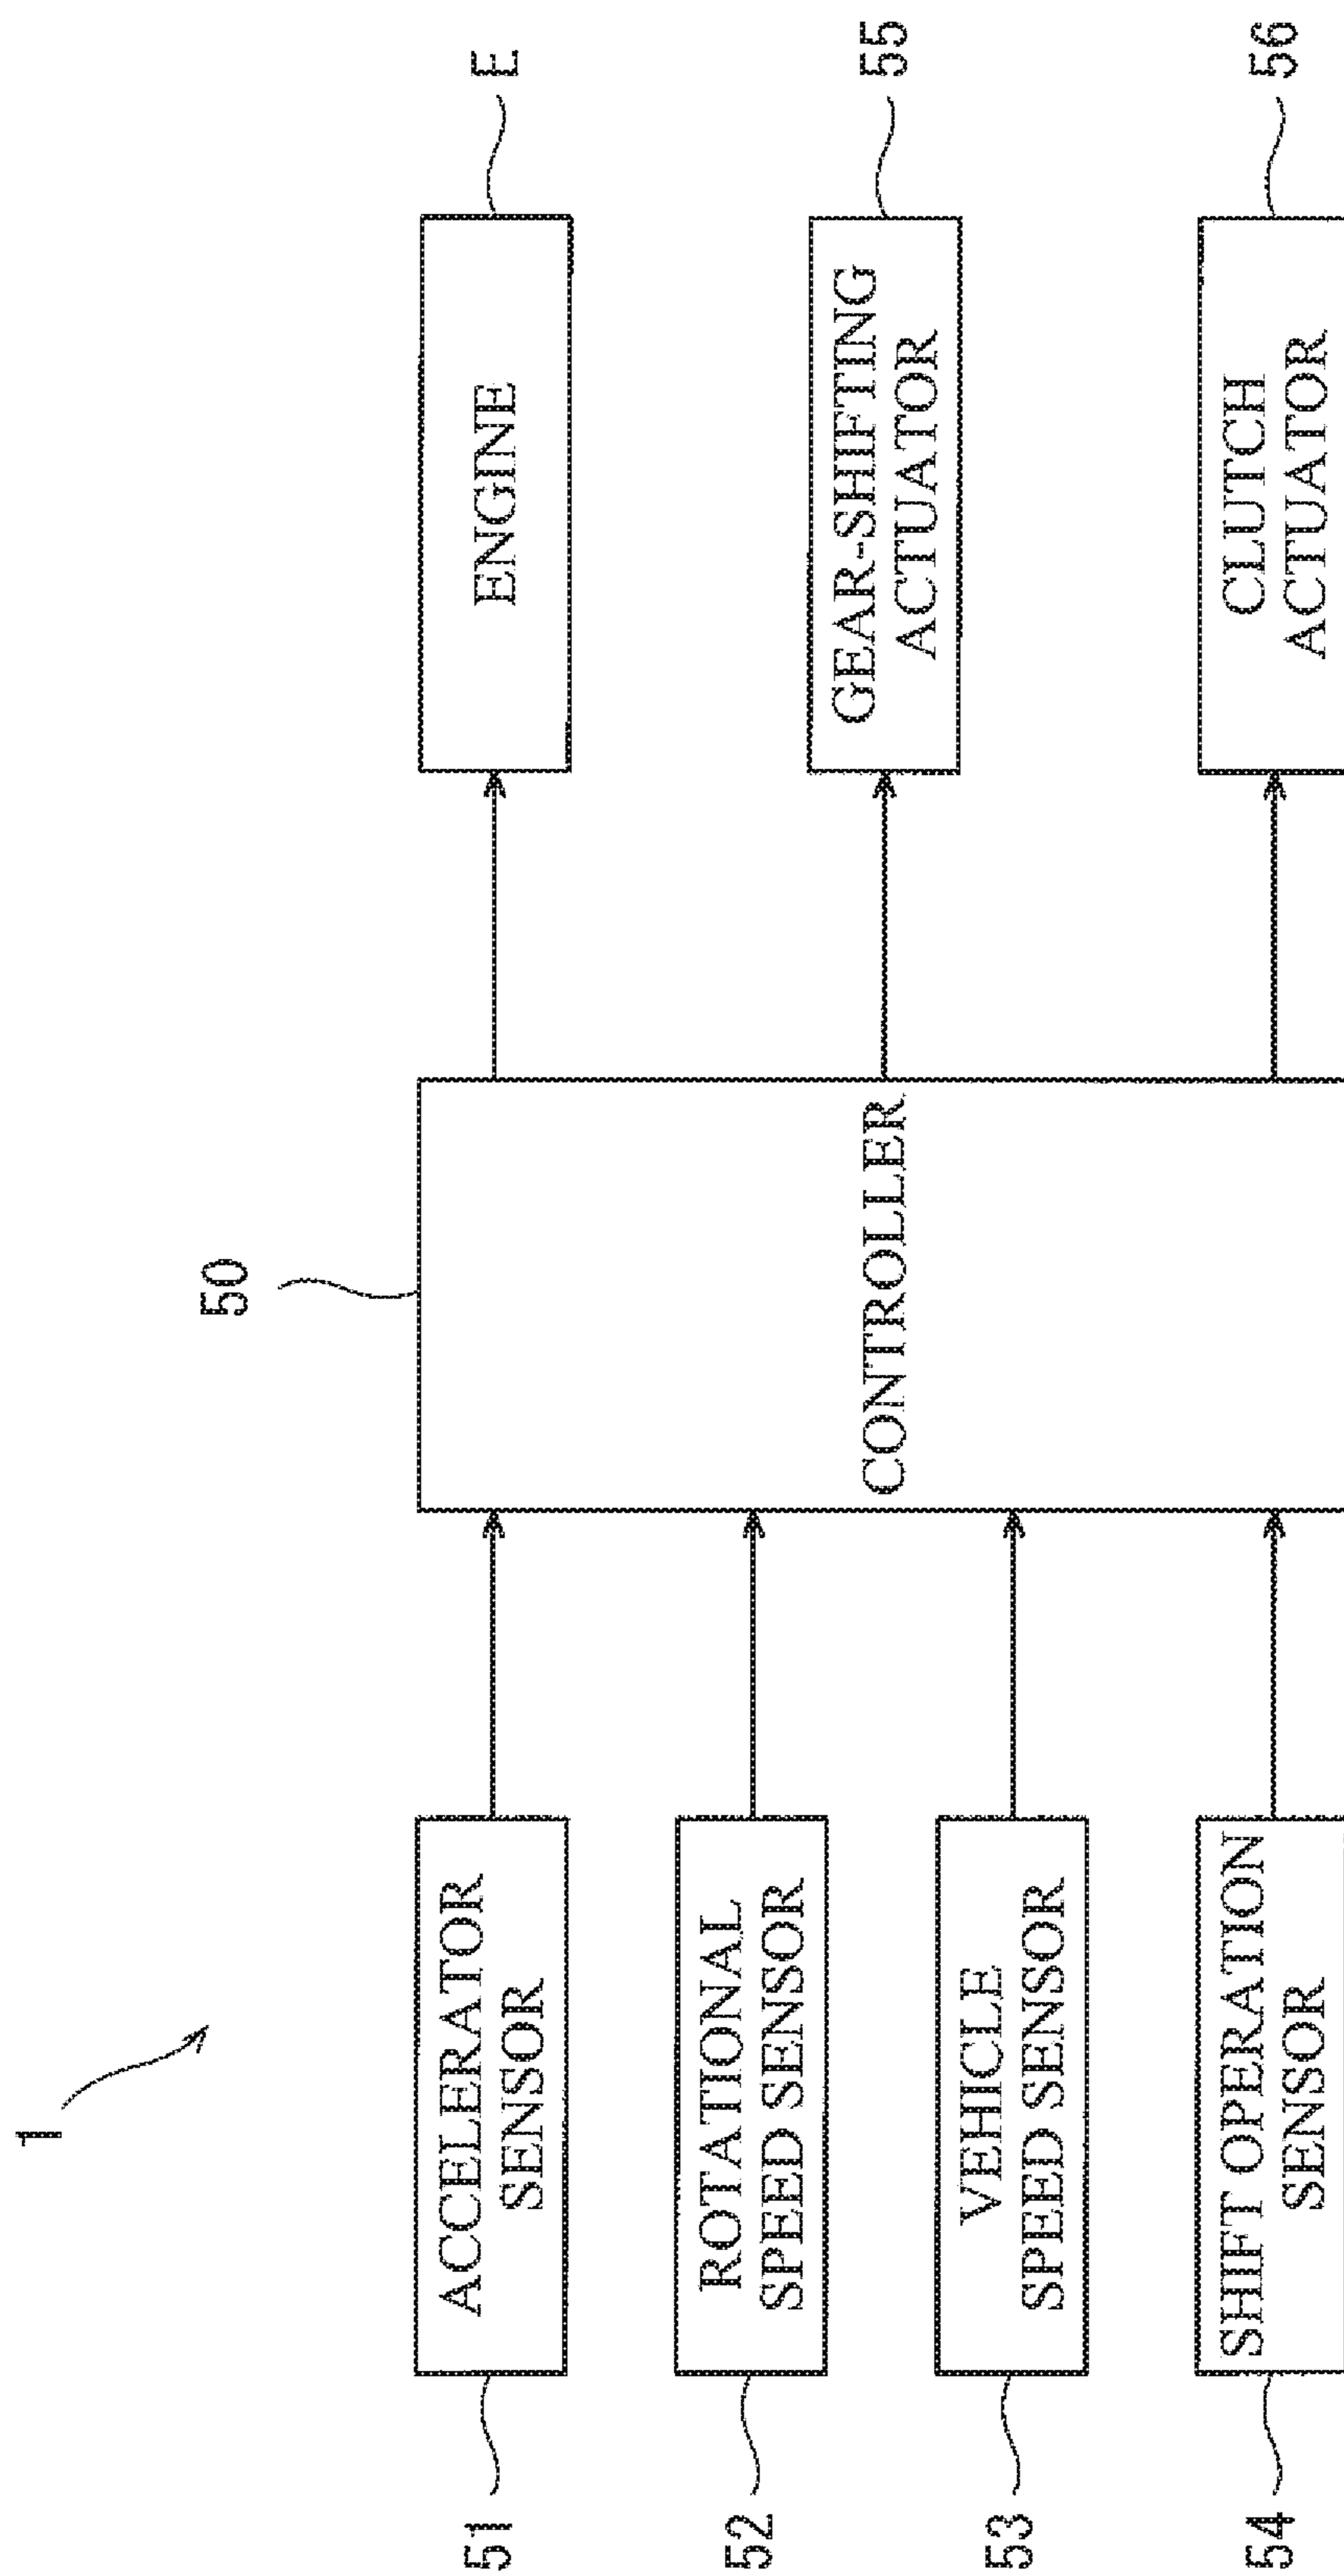 1
50
51
ACCELERATOR
SENSOR
52
ROTATIONAL
SPEED SENSOR
53
VEHICLE
SPEED SENSOR
54
SHIFT OPERATION
SENSOR
CONTROLLER
ENGINE
E
GEAR-SHIFTING
ACTUATOR
55
CLUTCH
ACTUATOR
56